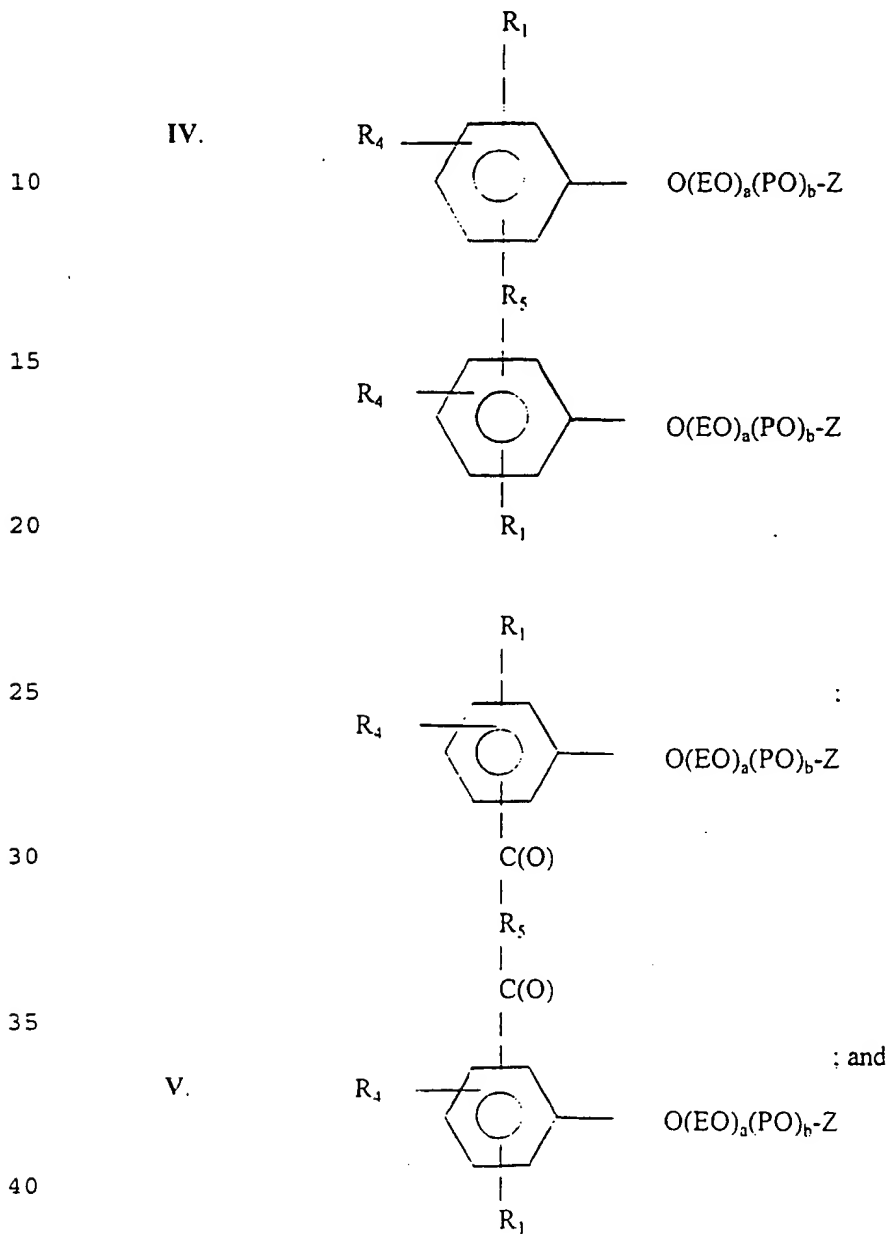 R₁
IV. R₄
10 O(EO)ₐ(PO)b-Z
R₅
15
R₄ O(EO)ₐ(PO)b-Z
20 R₁
R₁
25 ;
R₄ O(EO)ₐ(PO)b-Z
30 C(O)
R₅
C(O)
35
; and
V. R₄ O(EO)ₐ(PO)b-Z
40
R₁